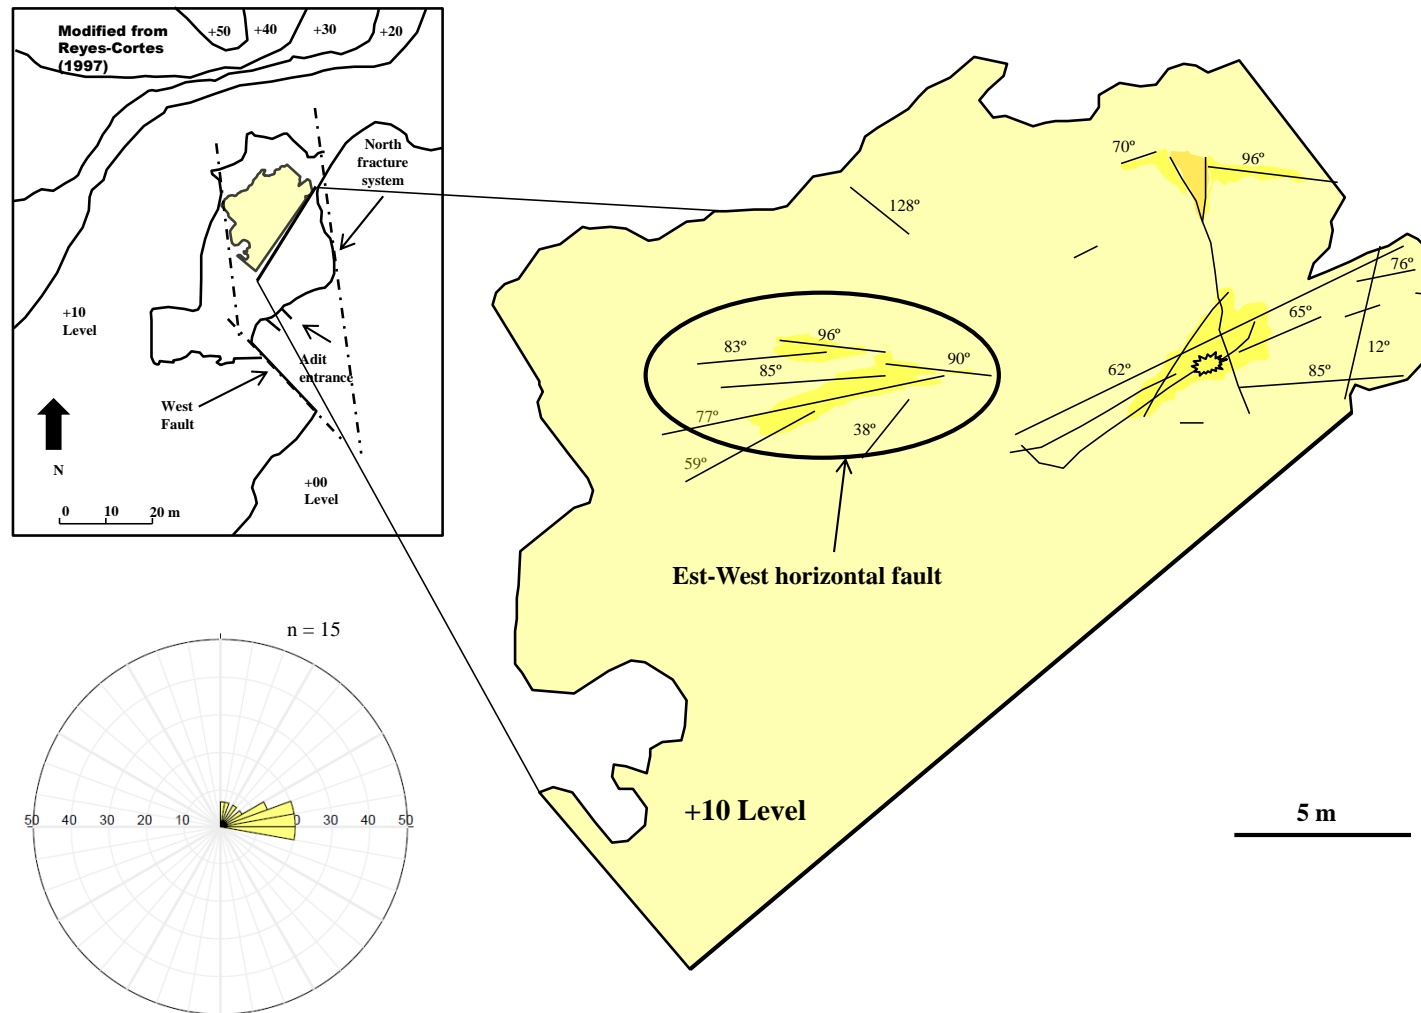 Modified from
Reyes-Cortes
(1997)
+50
+40
+30
+20
North
fracture
system
+10
Level
Adit
entrance
West
Fault
N
+00
Level
0 10 20 m
70º
96º
128º
76º
65º
12º
85º
62º
96º
83º
90º
85º
77º
38º
59º
Est-West horizontal fault
+10 Level
5 m
n = 15
50 40 30 20 10 0 30 40 50